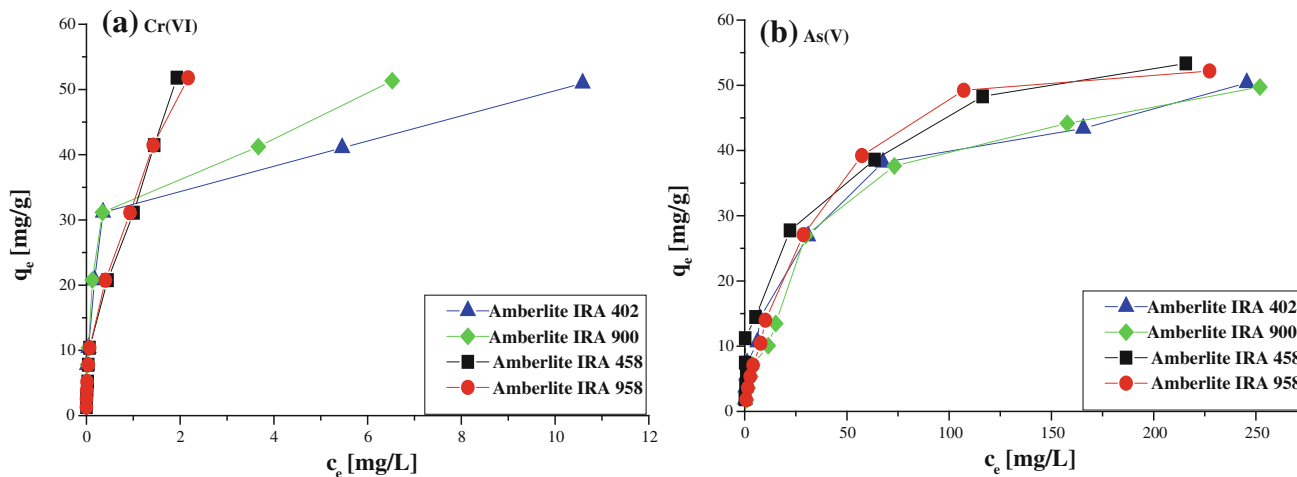 (a) Cr(VI)
60
50
40
30
20
10
0
qe [mg/g]
0 2 4 6 8 10 12
ce [mg/L]
Amberlite IRA 402
Amberlite IRA 900
Amberlite IRA 458
Amberlite IRA 958
(b) As(V)
60
50
40
30
20
10
0
qe [mg/g]
0 50 100 150 200 250
ce [mg/L]
Amberlite IRA 402
Amberlite IRA 900
Amberlite IRA 458
Amberlite IRA 958